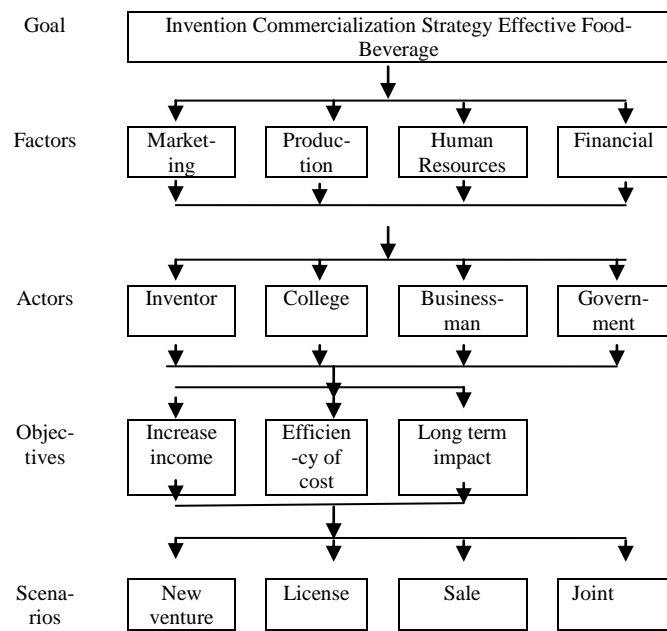 Goal
Invention Commercialization Strategy Effective Food-
Beverage
Factors
Market-
ing
Produc-
tion
Human
Resources
Financial
Actors
Inventor
College
Business-
man
Govern-
ment
Objec-
tives
Increase
income
Efficien
-cy of
cost
Long term
impact
Scena-
rios
New
venture
License
Sale
Joint